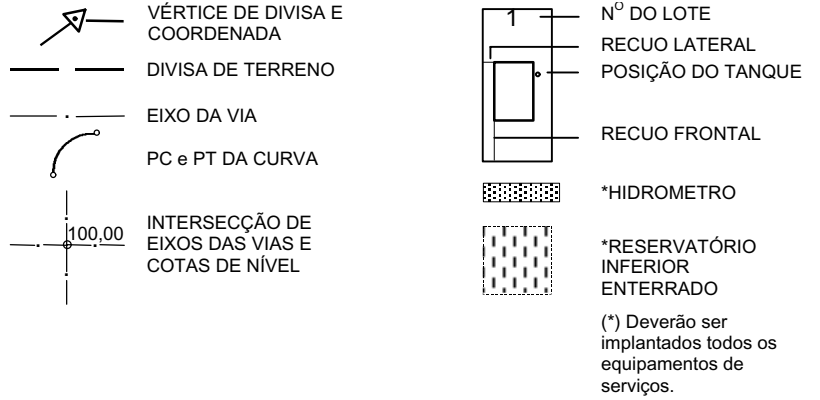 VÉRTICE DE DIVISA E
COORDENADA
DIVISA DE TERRENO
EIXO DA VIA
PC e PT DA CURVA
100,00
INTERSECÇÃO DE
EIXOS DAS VIAS E
COTAS DE NÍVEL
1
Nº DO LOTE
RECUO LATERAL
POSIÇÃO DO TANQUE
RECUO FRONTAL
*HIDROMETRO
*RESERVATÓRIO
INFERIOR
ENTERRADO
(*) Deverão ser
implantados todos os
equipamentos de
serviços.